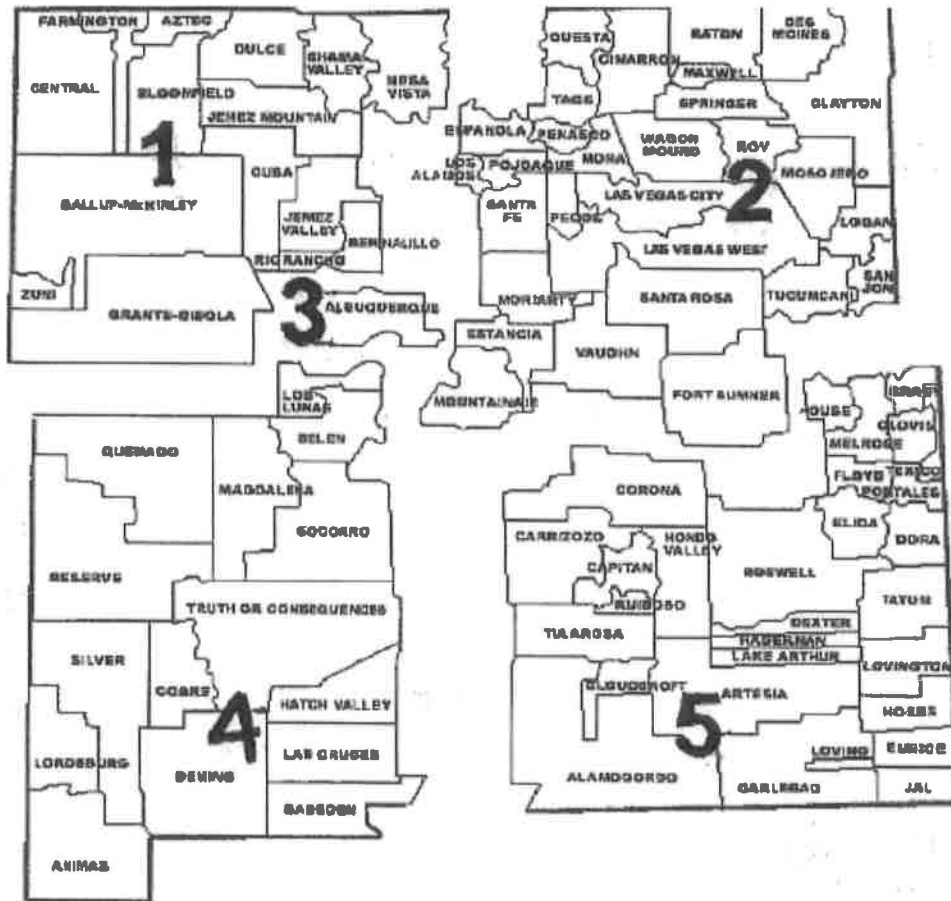 FARMINGTON
AZTEC
DULCE
CHAMA
VALLEY
MESA
VISTA
CENTRAL
BLOOMFIELD
JEMEZ MOUNTAIN
1
CUBA
GALLUP-McKINLEY
JEMEZ
VALLEY
BERNALILLO
RIO RANCHO
ZUNI
GRANTS-CIBOLA
3
ALBUQUERQUE
QUESTA
CIMARRON
RATON
DES
MOINES
MAXWELL
TAOS
SPRINGER
CLAYTON
ESPANOLA
PENASCO
WAGON
MOUND
ROY
LOS
ALAMOS
POJOAQUE
MORA
2
MOSQUERO
SANTA
FE
PECOS
LAS VEGAS CITY
LOGAN
LAS VEGAS WEST
SAN
JON
MORIARTY
SANTA ROSA
TUCUMCARI
ESTANCIA
VAUGHN
MOUNTAINAIR
FORT SUMNER
LOS
LUNAS
BELEN
QUEMADO
MAGDALENA
SOCORRO
RESERVE
TRUTH OR CONSEQUENCES
SILVER
COBRE
4
HATCH VALLEY
LORDSBURG
DEMING
LAS CRUCES
GADSDEN
ANIMAS
GRADY
HOUSE
CLOVIS
MELROSE
FLOYD
TEXICO
PORTALES
CORONA
ELIDA
DORA
CARRIZOZO
HONDO
VALLEY
CAPITAN
ROSWELL
RUIDOSO
TATUM
DEXTER
TULAROSA
HAGERMAN
LAKE ARTHUR
LOVINGTON
CLOUDCROFT
ARTESIA
5
HOBBS
LOVING
EUNICE
ALAMOGORDO
CARLSBAD
JAL